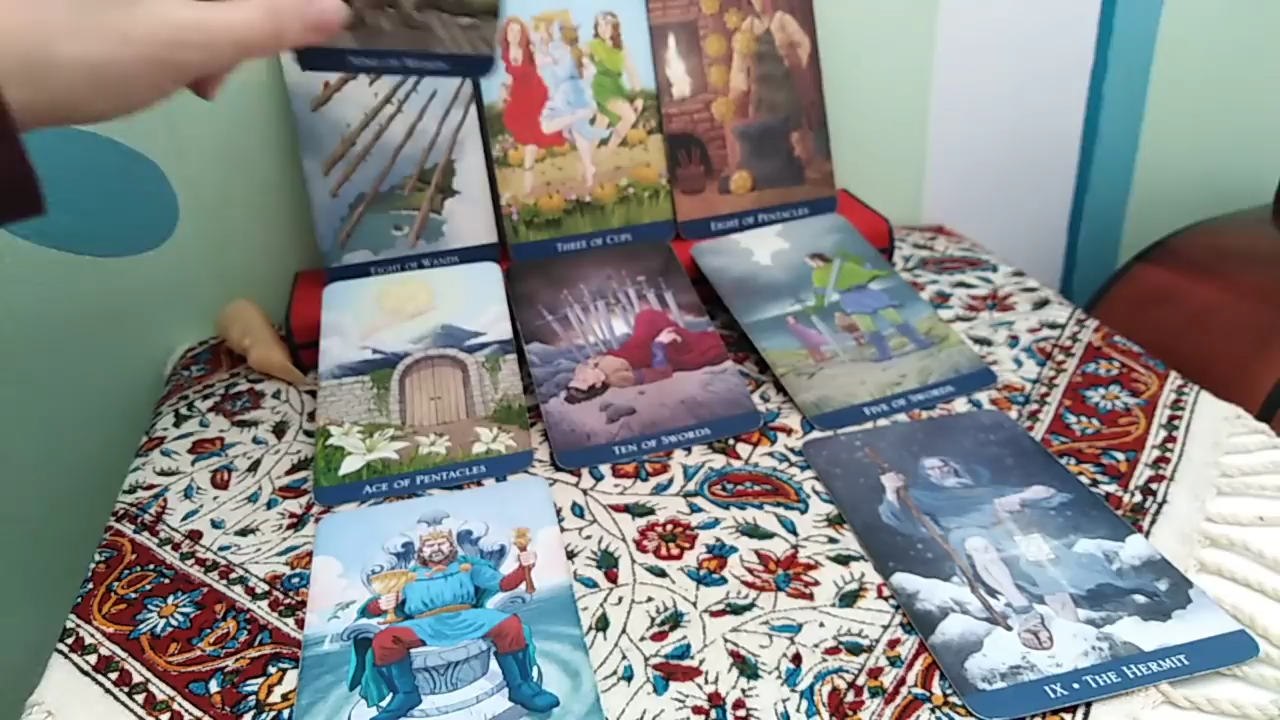 THREE OF CUPS
EIGHT OF PENTACLES
EIGHT OF WANDS
FIVE OF SWORDS
TEN OF SWORDS
ACE OF PENTACLES
IX • THE HERMIT